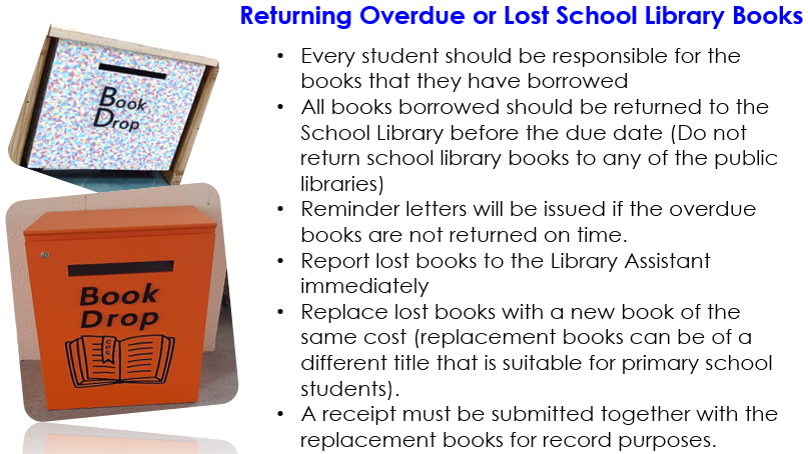 Returning Overdue or Lost School Library Books
Book
Drop
Book
Drop
• Every student should be responsible for the
books that they have borrowed
• All books borrowed should be returned to the
School Library before the due date (Do not
return school library books to any of the public
libraries)
• Reminder letters will be issued if the overdue
books are not returned on time.
• Report lost books to the Library Assistant
immediately
• Replace lost books with a new book of the
same cost (replacement books can be of a
different title that is suitable for primary school
students).
• A receipt must be submitted together with the
replacement books for record purposes.